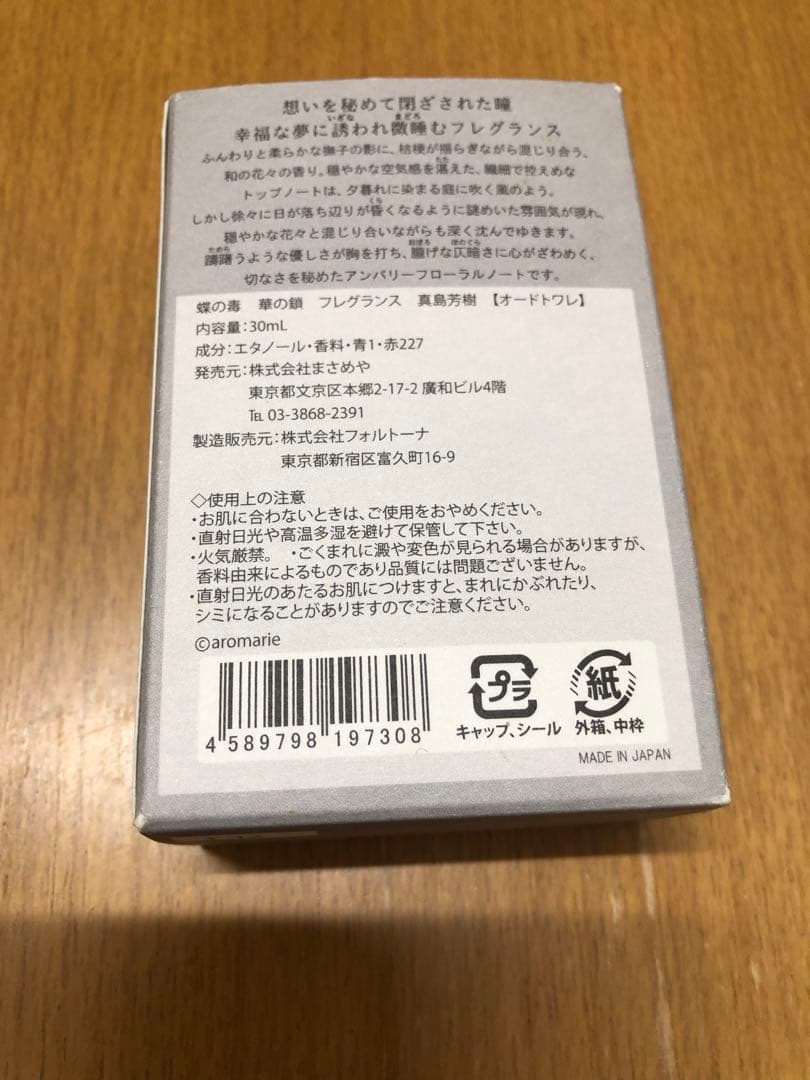 想いを秘めて閉ざされた瞳
いざな まどろ
幸福な夢に誘われ微睡むフレグランス
ふんわりと柔らかな撫子の影に、桔梗が揺らぎながら混じり合う、
たた
和の花々の香り。穏やかな空気感を湛えた、繊細で控えめな
トップノートは、夕暮れに染まる庭に吹く風のよう。
くら
しかし徐々に日が落ち辺りが昏くなるように謎めいた雰囲気が現れ、
穏やかな花々と混じり合いながらも深く沈んでゆきます。
ためら おぼろ ほのぐら
躊躇うような優しさが胸を打ち、朧げな仄暗さに心がざわめく、
切なさを秘めたアンバリーフローラルノートです。
蝶の毒 華の鎖 フレグランス 真島芳樹 【オードトワレ】
内容量:30mL
成分:エタノール・香料・青1・赤227
発売元:株式会社まさめや
東京都文京区本郷2-17-2 廣和ビル4階
℡ 03-3868-2391
製造販売元:株式会社フォルトーナ
東京都新宿区富久町16-9
◇使用上の注意
・お肌に合わないときは、ご使用をおやめください。
・直射日光や高温多湿を避けて保管して下さい。
・火気厳禁。 ・ごくまれに澱や変色が見られる場合がありますが、
香料由来によるものであり品質には問題ございません。
・直射日光のあたるお肌につけますと、まれにかぶれたり、
シミになることがありますのでご注意ください。
©aromarie
4 589798 197308
プラ
キャップ、シール
紙
外箱、中枠
MADE IN JAPAN